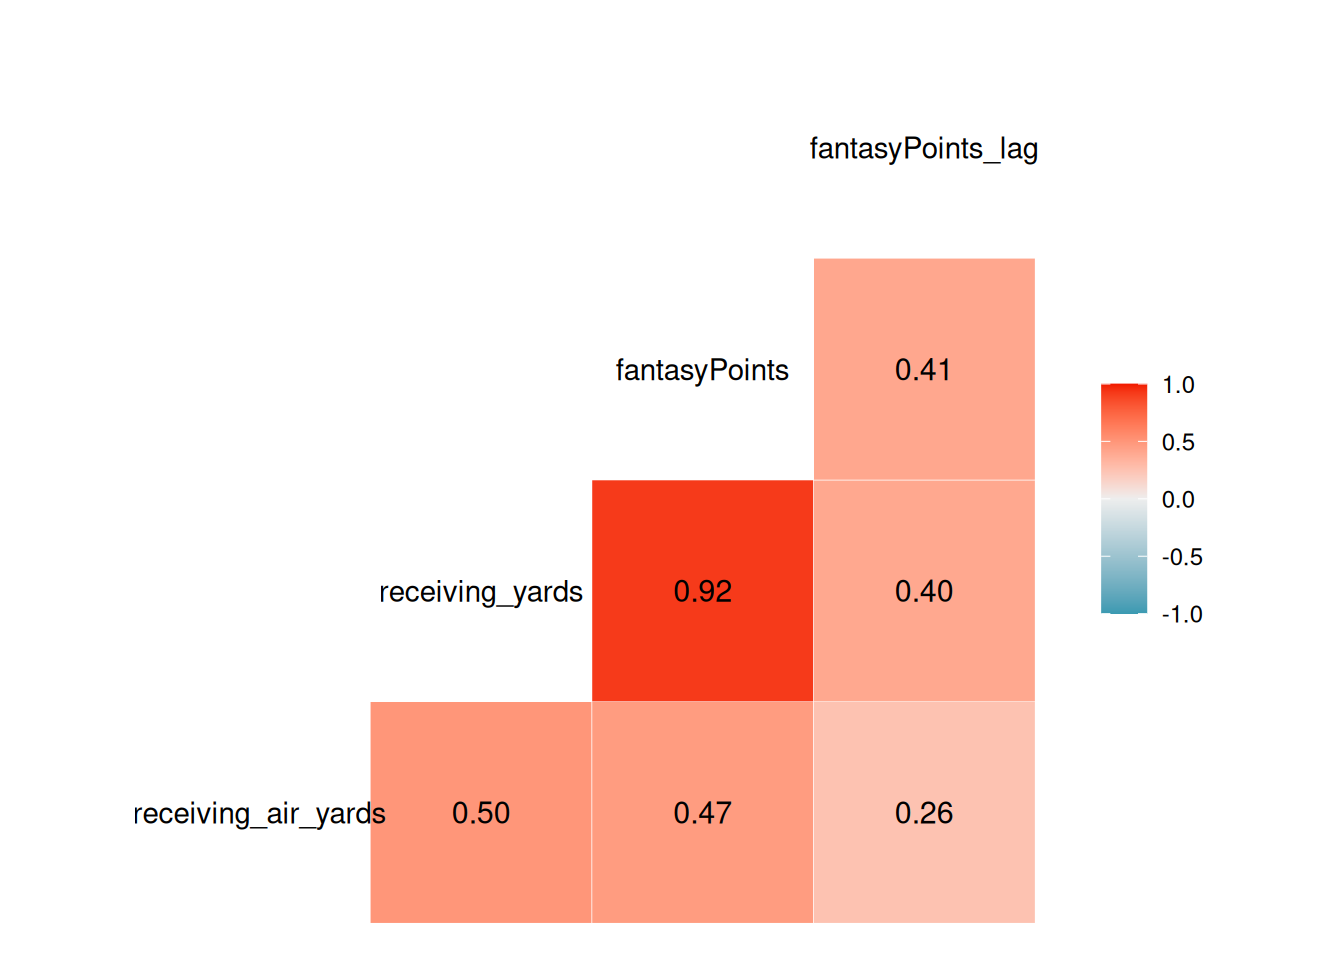 fantasyPoints_lag
fantasyPoints 0.41
receiving_yards 0.92 0.40
receiving_air_yards 0.50 0.47 0.26
1.0
0.5
0.0
-0.5
-1.0